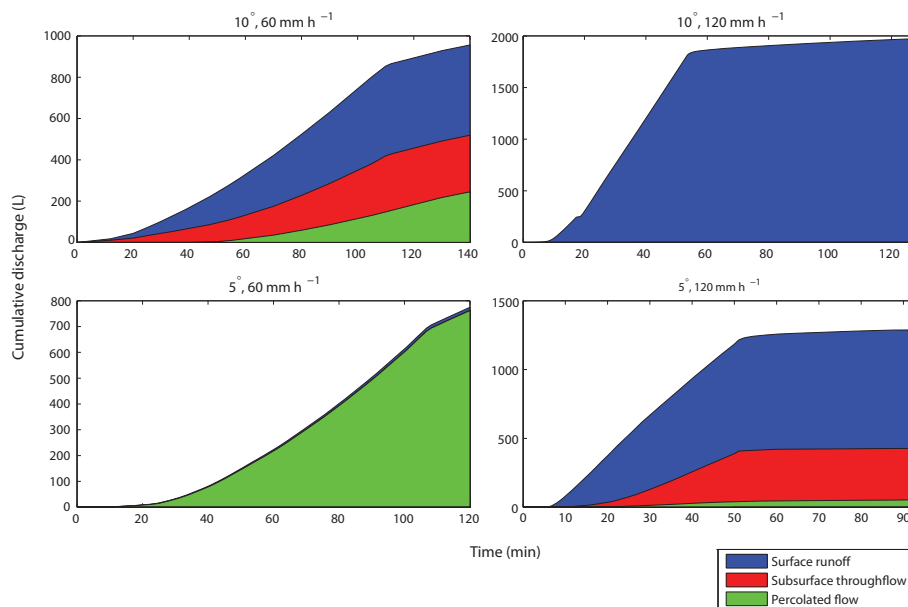 10°, 60 mm h −1
10°, 120 mm h −1
1000
800
600
400
200
0
0 20 40 60 80 100 120 140
2000
1500
1000
500
0
0 20 40 60 80 100 120
Cumulative discharge (L)
5°, 60 mm h −1
5°, 120 mm h −1
800
700
600
500
400
300
200
100
0
0 20 40 60 80 100 120
1500
1000
500
0
0 10 20 30 40 50 60 70 80 90
Time (min)
Surface runoff
Subsurface throughflow
Percolated flow